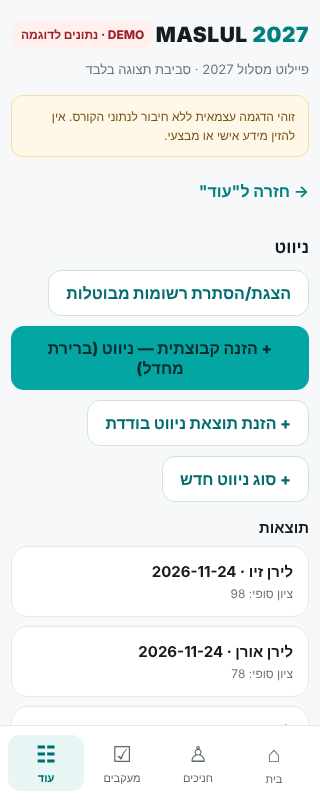 MASLUL 2027
DEMO · נתונים לדוגמה
פיילוט מסלול 2027 · סביבת תצוגה בלבד
זוהי הדגמה עצמאית ללא חיבור לנתוני הקורס. אין
להזין מידע אישי או מבצעי.
→ חזרה ל"עוד"
ניווט
הצגת/הסתרת רשומות מבוטלות
+ הזנה קבוצתית — ניווט (ברירת
מחדל)
+ הזנת תוצאת ניווט בודדת
+ סוג ניווט חדש
תוצאות
לירן זיו · 2026-11-24
ציון סופי: 98
לירן אורן · 2026-11-24
ציון סופי: 78
בית
חניכים
מעקבים
עוד